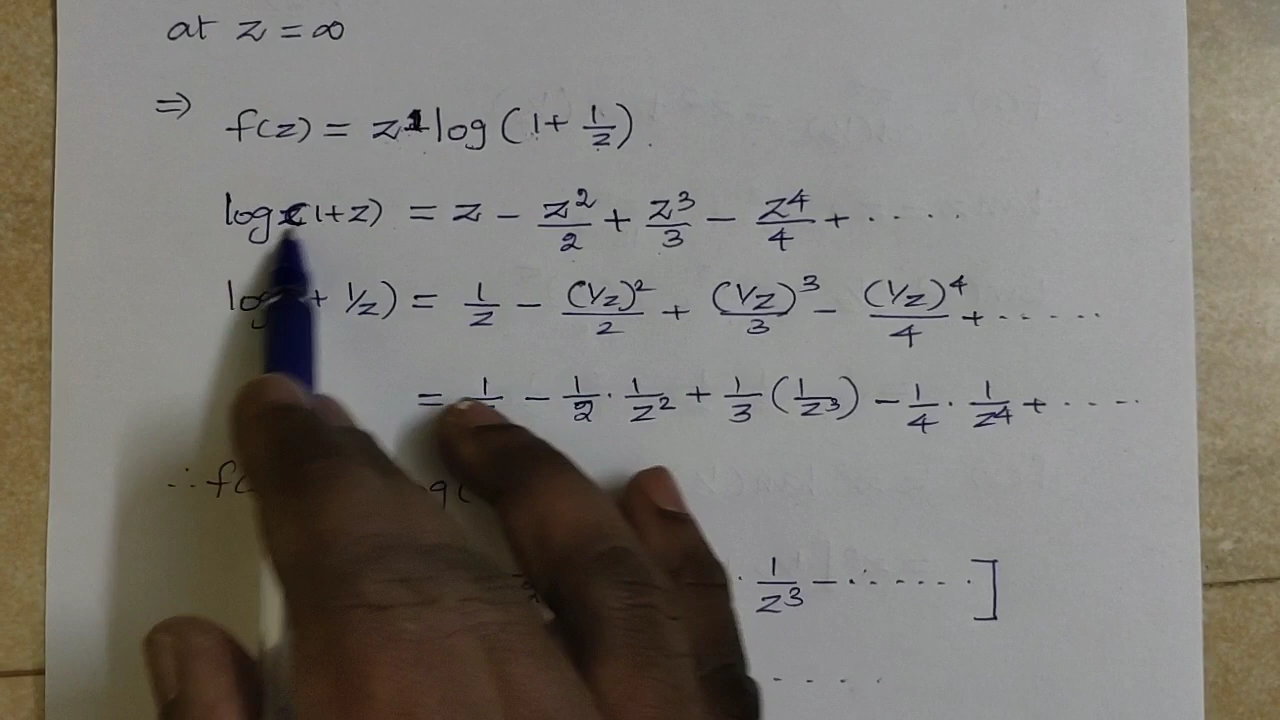 at z = ∞
⇒ f(z) = z log (1 + 1/z)
log (1+z) = z - z²/2 + z³/3 - z⁴/4 + .....
+ 1/z) = 1/z - (1/z)²/2 + (1/z)³/3 - (1/z)⁴/4 + .....
= 1/ - 1/2 · 1/z² + 1/3 (1/z³) - 1/4 · 1/z⁴ + ....
∴ f(
· 1/z³ - ...... ]
....